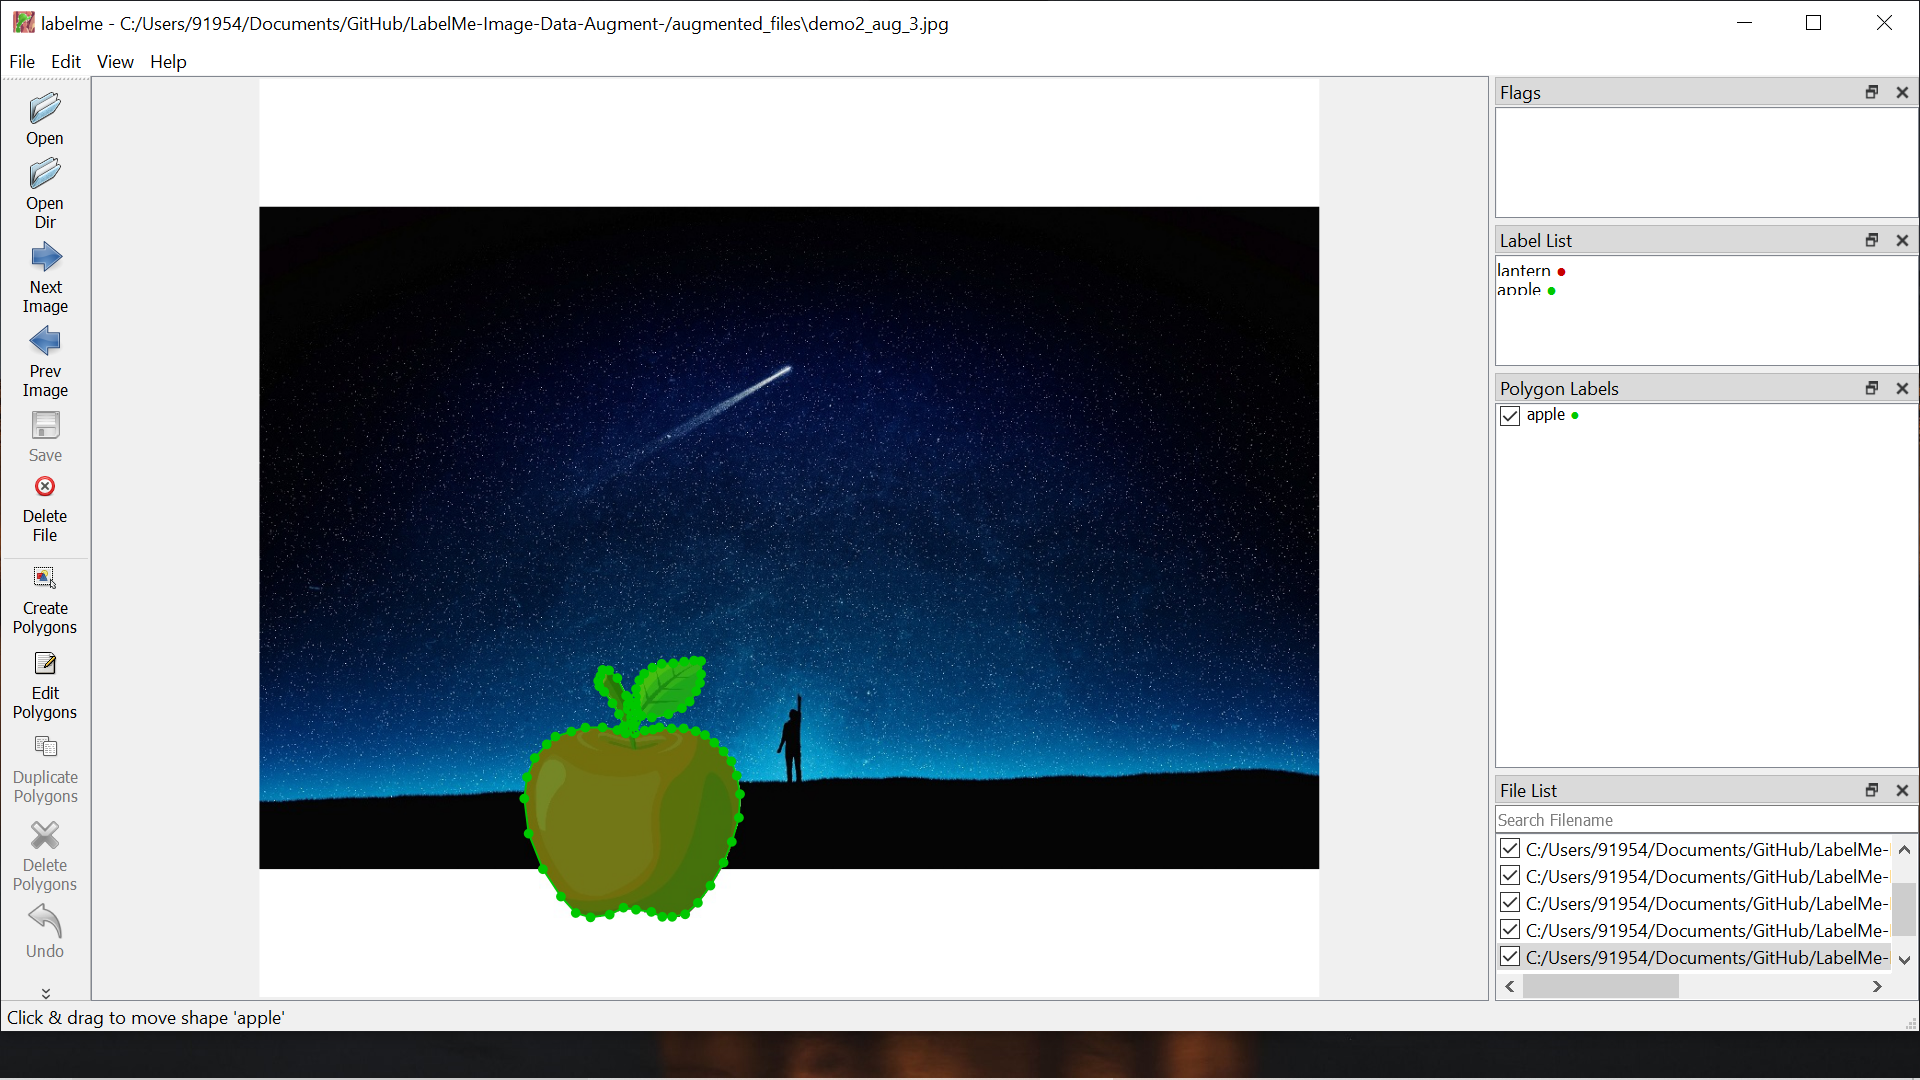 labelme - C:/Users/91954/Documents/GitHub/LabelMe-Image-Data-Augment-/augmented_files\demo2_aug_3.jpg
File Edit View Help
Open
Open
Dir
Next
Image
Prev
Image
Save
Delete
File
Create
Polygons
Edit
Polygons
Duplicate
Polygons
Delete
Polygons
Undo
Flags
Label List
lantern
apple
Polygon Labels
apple
File List
Search Filename
C:/Users/91954/Documents/GitHub/LabelMe-
C:/Users/91954/Documents/GitHub/LabelMe-
C:/Users/91954/Documents/GitHub/LabelMe-
C:/Users/91954/Documents/GitHub/LabelMe-
C:/Users/91954/Documents/GitHub/LabelMe-
Click & drag to move shape 'apple'